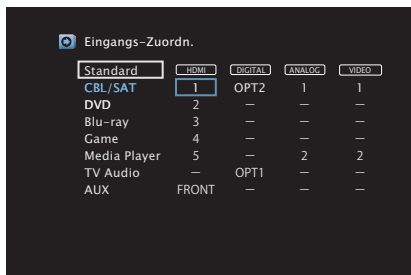 Eingangs-Zuordn.
Standard HDMI DIGITAL ANALOG VIDEO
CBL/SAT 1 OPT2 1 1
DVD 2 — — —
Blu-ray 3 — — —
Game 4 — — —
Media Player 5 — 2 2
TV Audio — OPT1 — —
AUX FRONT — — —